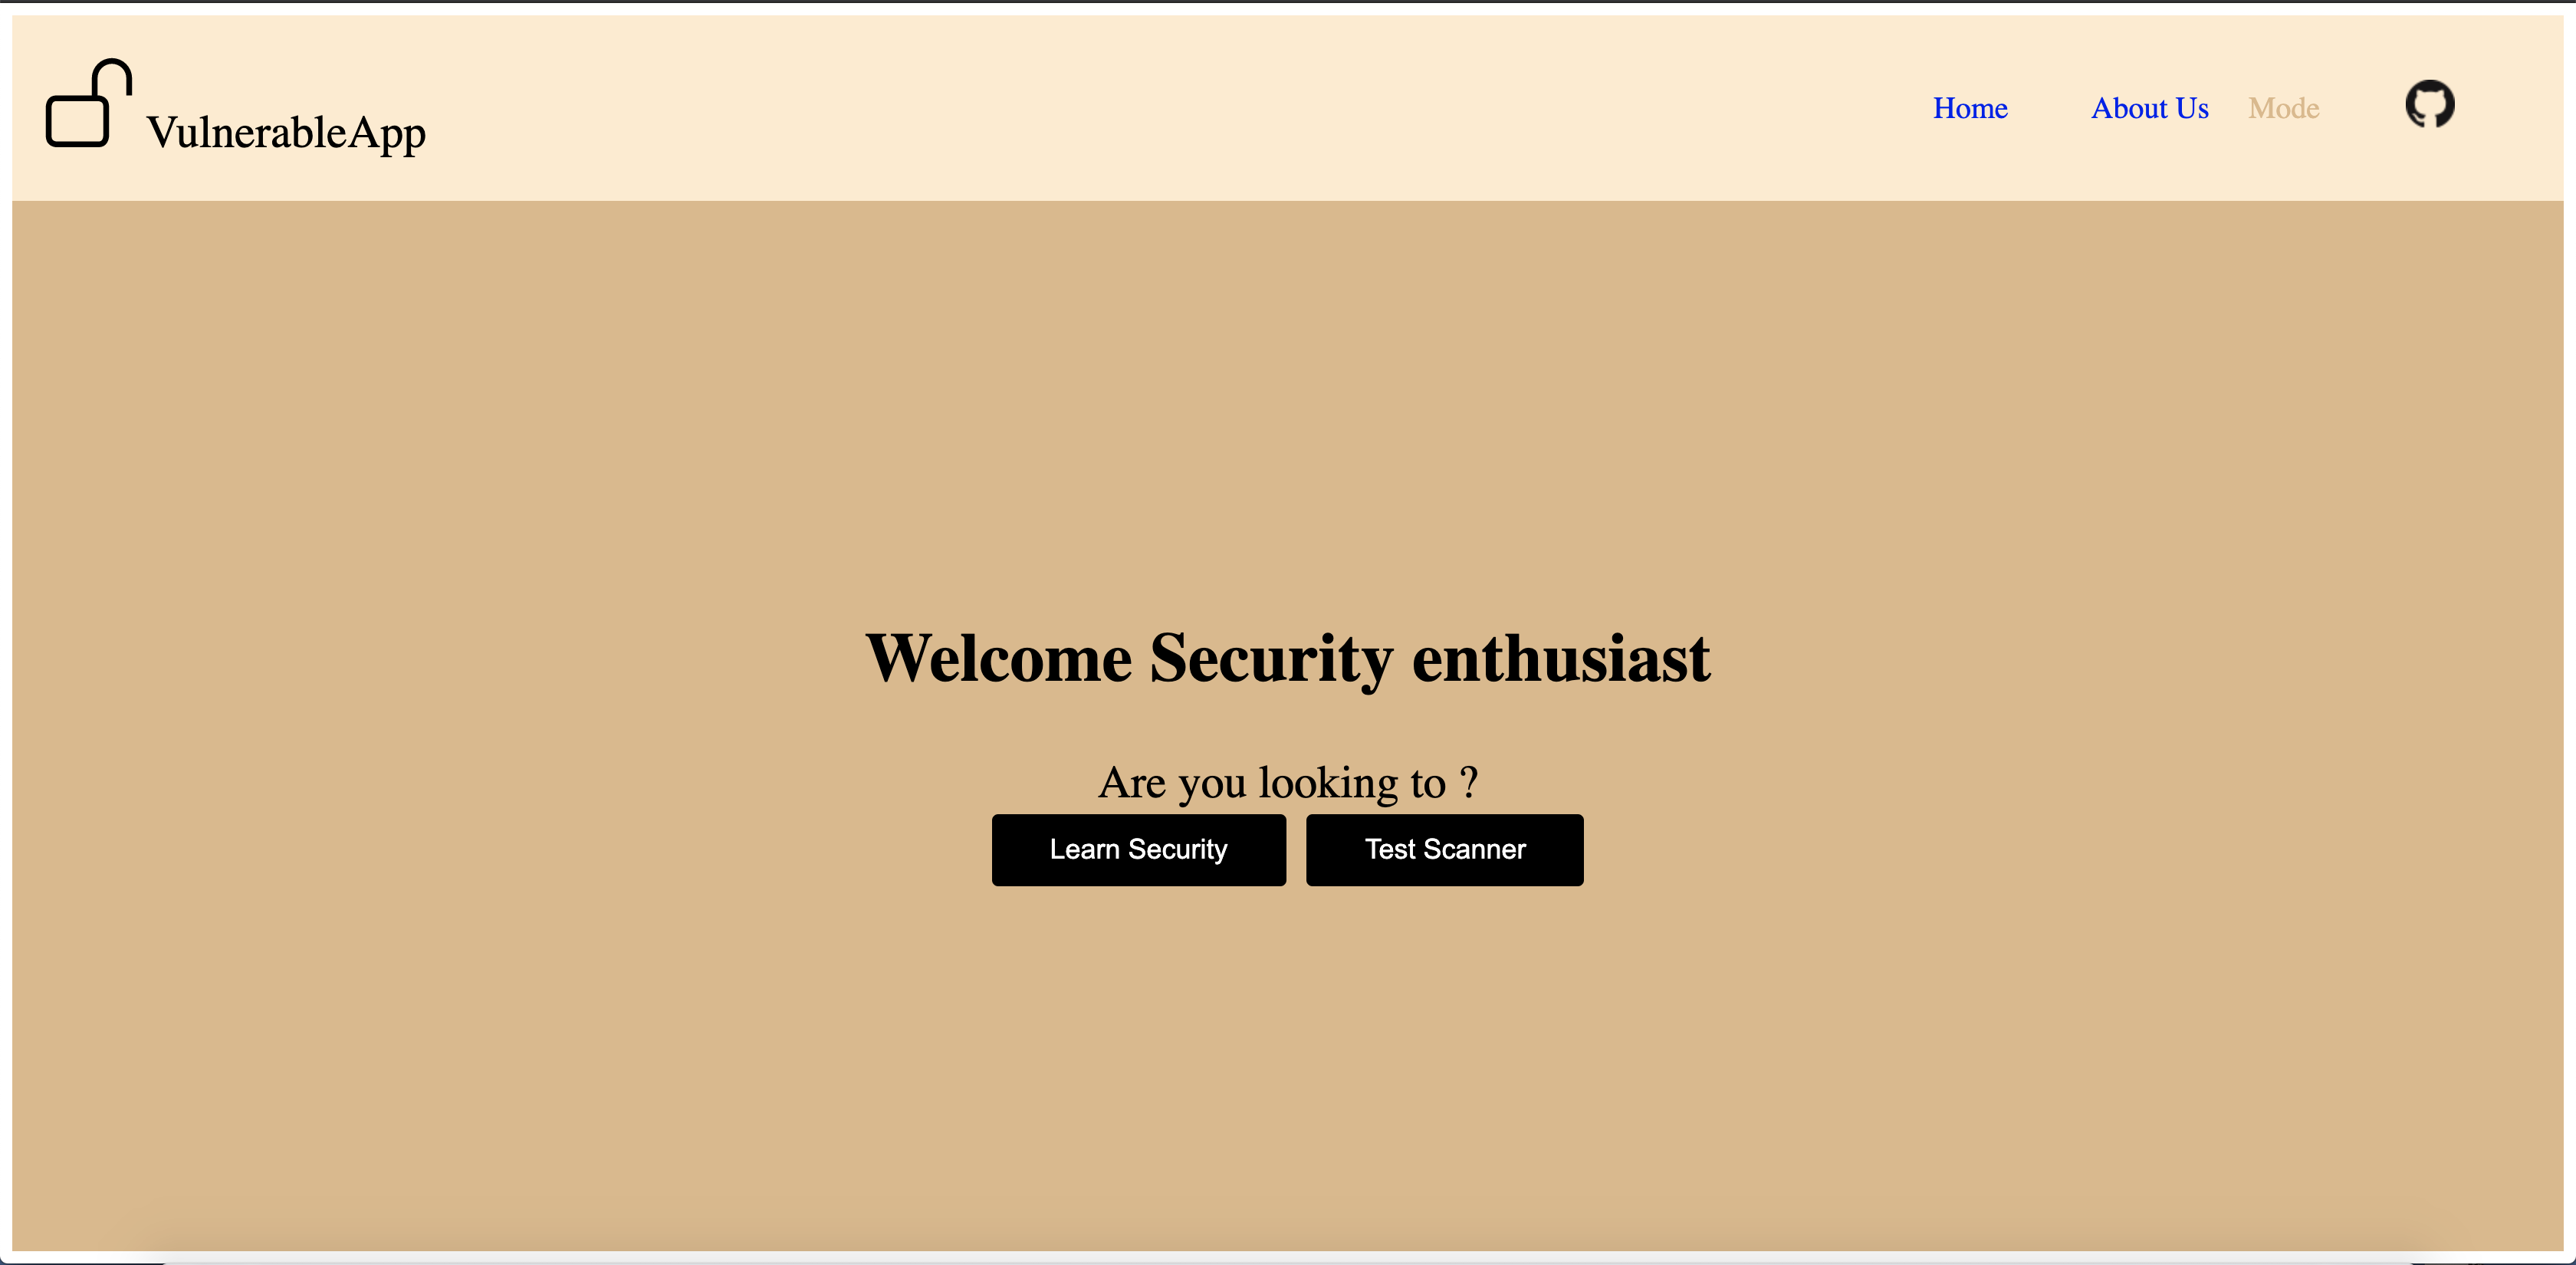 VulnerableApp
Home About Us Mode
Welcome Security enthusiast
Are you looking to ?
Learn Security Test Scanner